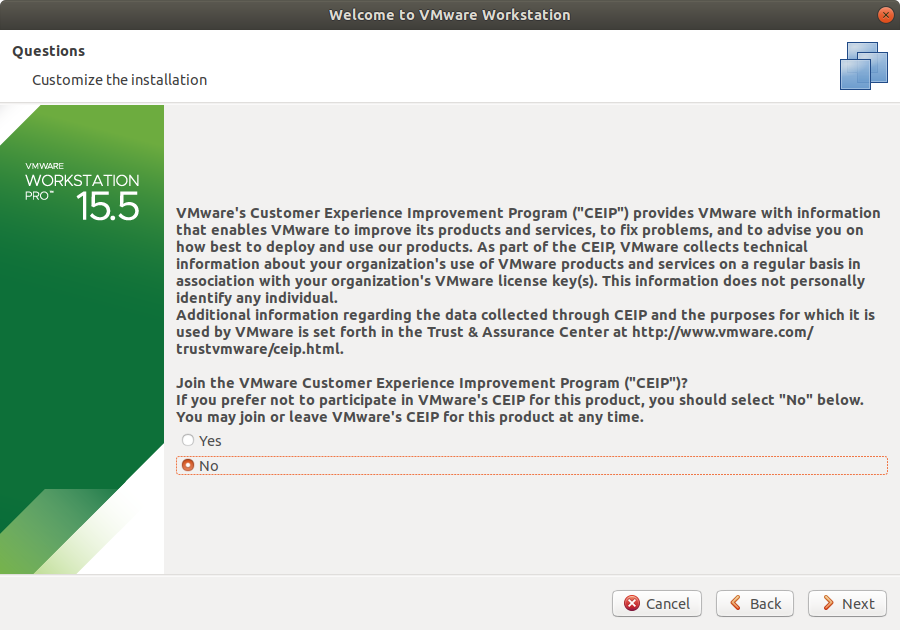 Welcome to VMware Workstation
Questions
Customize the installation
VMWARE
WORKSTATION
PRO™ 15.5
VMware's Customer Experience Improvement Program ("CEIP") provides VMware with information
that enables VMware to improve its products and services, to fix problems, and to advise you on
how best to deploy and use our products. As part of the CEIP, VMware collects technical
information about your organization's use of VMware products and services on a regular basis in
association with your organization's VMware license key(s). This information does not personally
identify any individual.
Additional information regarding the data collected through CEIP and the purposes for which it is
used by VMware is set forth in the Trust & Assurance Center at http://www.vmware.com/
trustvmware/ceip.html.
Join the VMware Customer Experience Improvement Program ("CEIP")?
If you prefer not to participate in VMware's CEIP for this product, you should select "No" below.
You may join or leave VMware's CEIP for this product at any time.
Yes
No
Cancel Back Next